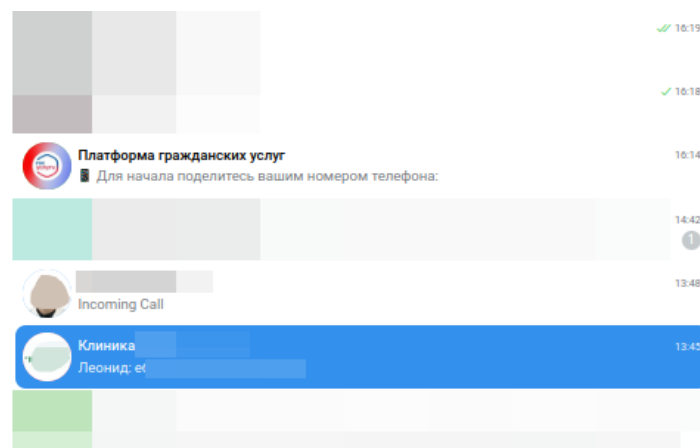 16:19
16:18
Платформа гражданских услуг
16:14
Для начала поделитесь вашим номером телефона:
14:42
1
13:48
Incoming Call
Клиника
13:45
Леонид: